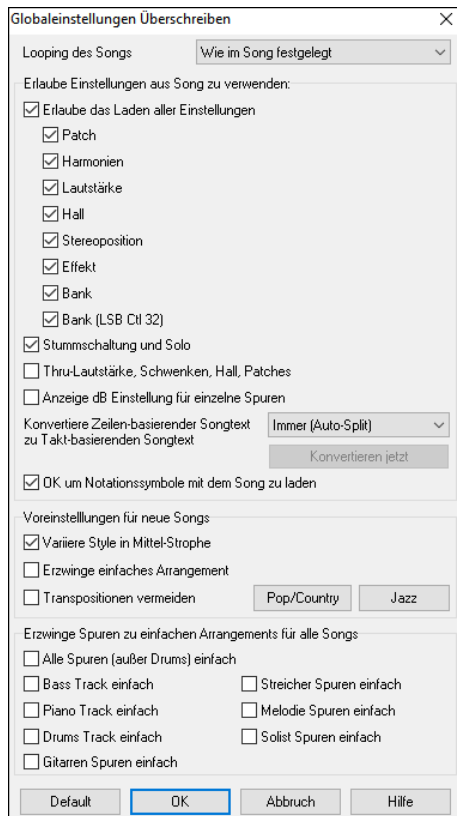 Globaleinstellungen Überschreiben
Looping des Songs Wie im Song festgelegt
Erlaube Einstellungen aus Song zu verwenden:
Erlaube das Laden aller Einstellungen
Patch
Harmonien
Lautstärke
Hall
Stereoposition
Effekt
Bank
Bank (LSB Ctl 32)
Stummschaltung und Solo
Thru-Lautstärke, Schwenken, Hall, Patches
Anzeige dB Einstellung für einzelne Spuren
Konvertiere Zeilen-basierender Songtext
zu Takt-basierenden Songtext
Immer (Auto-Split)
Konvertieren jetzt
OK um Notationssymbole mit dem Song zu laden
Voreinstelllungen für neue Songs
Variiere Style in Mittel-Strophe
Erzwinge einfaches Arrangement
Transpositionen vermeiden Pop/Country Jazz
Erzwinge Spuren zu einfachen Arrangements für alle Songs
Alle Spuren (außer Drums) einfach
Bass Track einfach Streicher Spuren einfach
Piano Track einfach Melodie Spuren einfach
Drums Track einfach Solist Spuren einfach
Gitarren Spuren einfach
Default OK Abbruch Hilfe